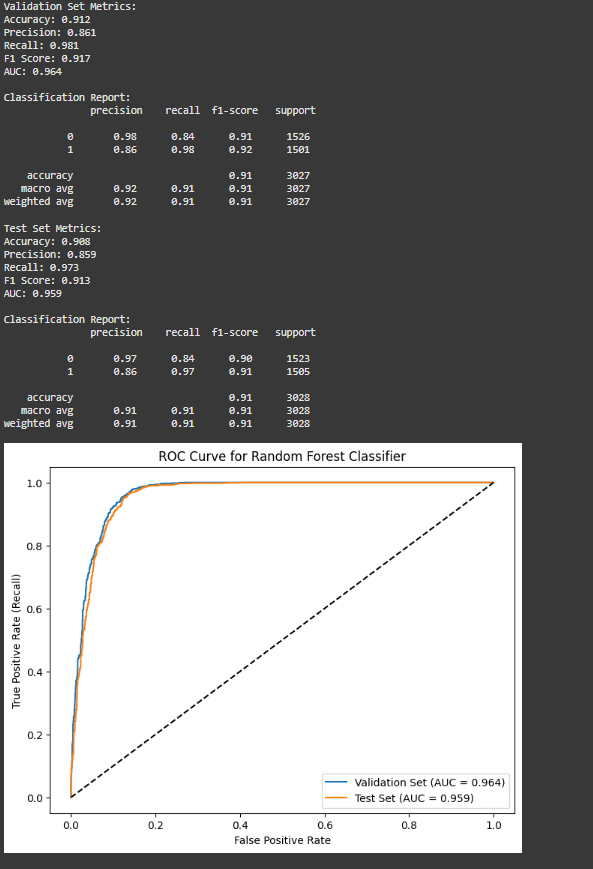 Validation Set Metrics:
Accuracy: 0.912
Precision: 0.861
Recall: 0.981
F1 Score: 0.917
AUC: 0.964
Classification Report:
precision recall f1-score support
0 0.98 0.84 0.91 1526
1 0.86 0.98 0.92 1501
accuracy 0.91 3027
macro avg 0.92 0.91 0.91 3027
weighted avg 0.92 0.91 0.91 3027
Test Set Metrics:
Accuracy: 0.908
Precision: 0.859
Recall: 0.973
F1 Score: 0.913
AUC: 0.959
Classification Report:
precision recall f1-score support
0 0.97 0.84 0.90 1523
1 0.86 0.97 0.91 1505
accuracy 0.91 3028
macro avg 0.91 0.91 0.91 3028
weighted avg 0.91 0.91 0.91 3028
ROC Curve for Random Forest Classifier
True Positive Rate (Recall)
1.0
0.8
0.6
0.4
0.2
0.0
Validation Set (AUC = 0.964)
Test Set (AUC = 0.959)
0.0 0.2 0.4 0.6 0.8 1.0
False Positive Rate